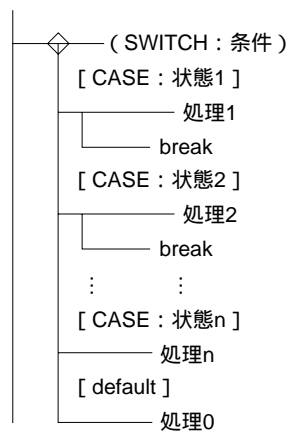 （SWITCH：条件）
[ CASE：状態1 ]
処理1
break
[ CASE：状態2 ]
処理2
break
⋮ ⋮
[ CASE：状態n ]
処理n
[ default ]
処理0